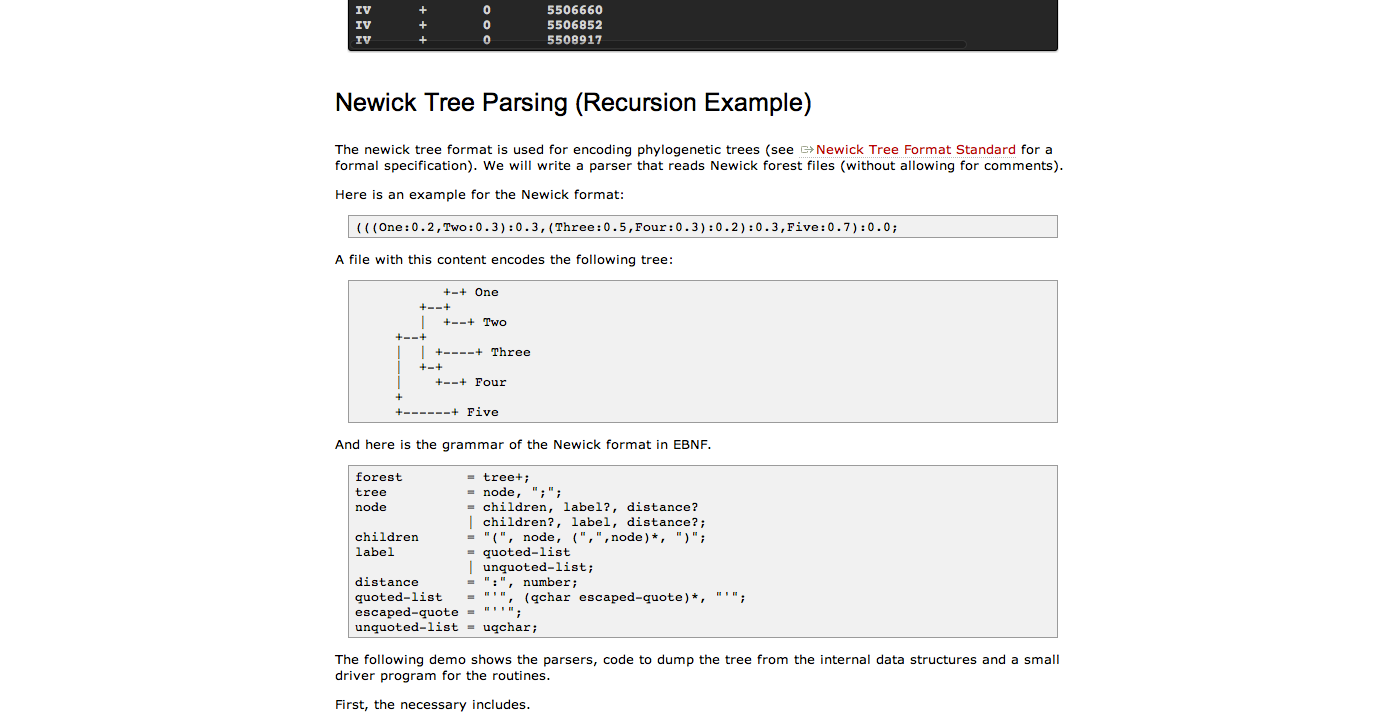 IV      +       0       5506660
IV      +       0       5506852
IV      +       0       5508917
Newick Tree Parsing (Recursion Example)
The newick tree format is used for encoding phylogenetic trees (see Newick Tree Format Standard for a
formal specification). We will write a parser that reads Newick forest files (without allowing for comments).
Here is an example for the Newick format:
(((One:0.2,Two:0.3):0.3,(Three:0.5,Four:0.3):0.2):0.3,Five:0.7):0.0;
A file with this content encodes the following tree:
           +-+ One
        +--+
        |  +--+ Two
     +--+
     |  | +----+ Three
     |  +-+
     |    +--+ Four
     +
     +------+ Five
And here is the grammar of the Newick format in EBNF.
forest        = tree+;
tree          = node, ";";
node          = children, label?, distance?
              | children?, label, distance?;
children      = "(", node, (",",node)*, ")";
label         = quoted-list
              | unquoted-list;
distance      = ":", number;
quoted-list   = "'", (qchar escaped-quote)*, "'";
escaped-quote = "''";
unquoted-list = uqchar;
The following demo shows the parsers, code to dump the tree from the internal data structures and a small
driver program for the routines.
First, the necessary includes.